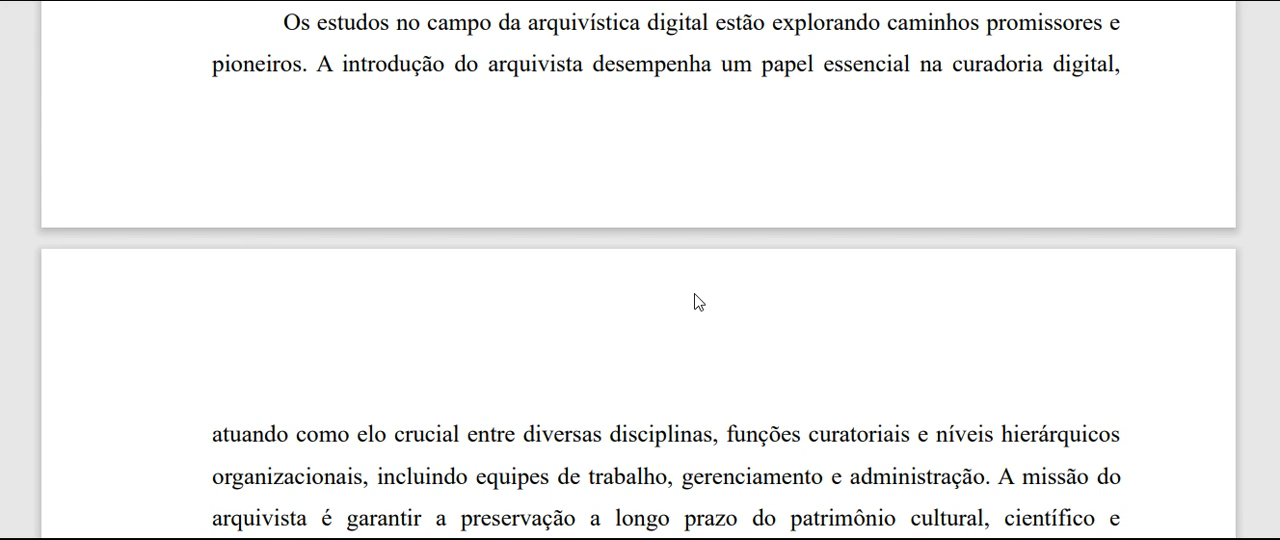 Os estudos no campo da arquivística digital estão explorando caminhos promissores e
pioneiros. A introdução do arquivista desempenha um papel essencial na curadoria digital,
atuando como elo crucial entre diversas disciplinas, funções curatoriais e níveis hierárquicos
organizacionais, incluindo equipes de trabalho, gerenciamento e administração. A missão do
arquivista é garantir a preservação a longo prazo do patrimônio cultural, científico e